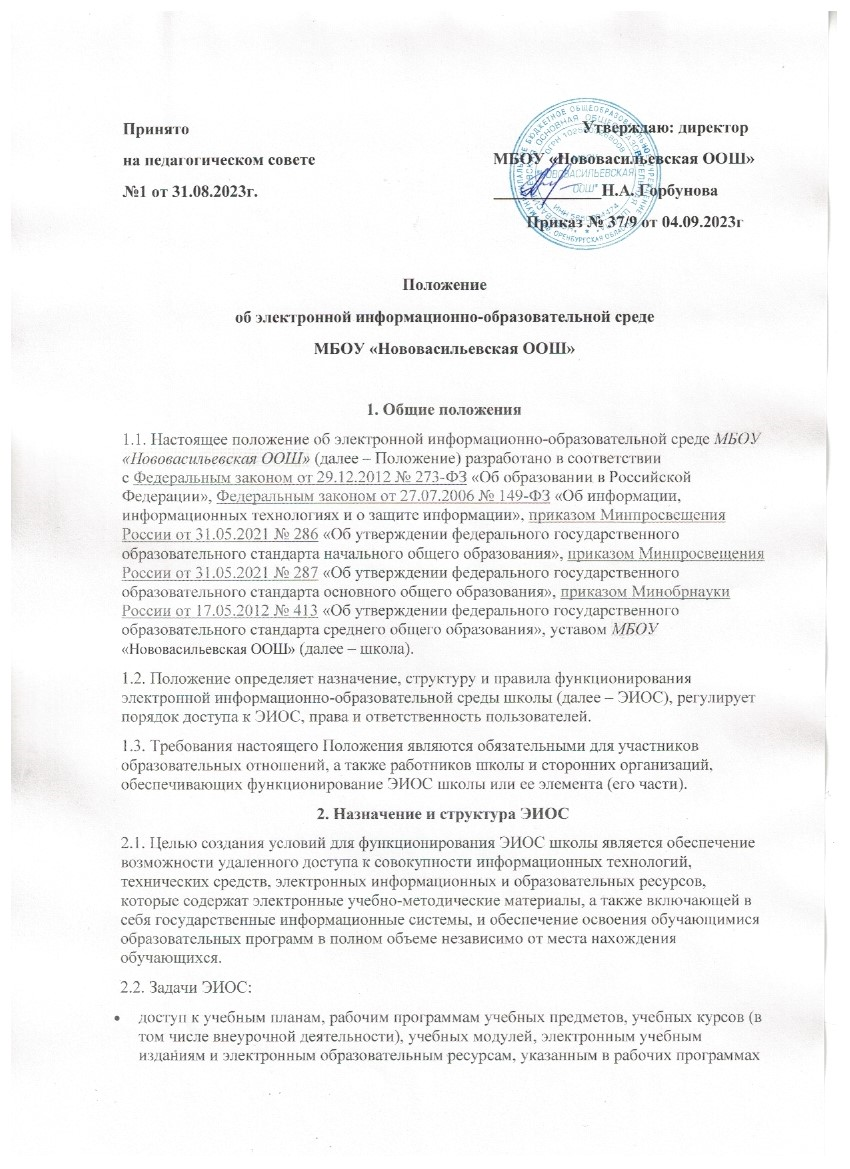 Принято
на педагогическом совете
№1 от 31.08.2023г.
Утверждаю: директор
МБОУ «Нововасильевская ООШ»
_____________Н.А. Горбунова
Приказ № 37/9 от 04.09.2023г
НОВОВАСИЛЬЕВСКАЯ
ООШ"
Положение
об электронной информационно-образовательной среде
МБОУ «Нововасильевская ООШ»
1. Общие положения
1.1. Настоящее положение об электронной информационно-образовательной среде МБОУ
«Нововасильевская ООШ» (далее – Положение) разработано в соответствии
с Федеральным законом от 29.12.2012 № 273-ФЗ «Об образовании в Российской
Федерации», Федеральным законом от 27.07.2006 № 149-ФЗ «Об информации,
информационных технологиях и о защите информации», приказом Минпросвещения
России от 31.05.2021 № 286 «Об утверждении федерального государственного
образовательного стандарта начального общего образования», приказом Минпросвещения
России от 31.05.2021 № 287 «Об утверждении федерального государственного
образовательного стандарта основного общего образования», приказом Минобрнауки
России от 17.05.2012 № 413 «Об утверждении федерального государственного
образовательного стандарта среднего общего образования», уставом МБОУ
«Нововасильевская ООШ» (далее – школа).
1.2. Положение определяет назначение, структуру и правила функционирования
электронной информационно-образовательной среды школы (далее – ЭИОС), регулирует
порядок доступа к ЭИОС, права и ответственность пользователей.
1.3. Требования настоящего Положения являются обязательными для участников
образовательных отношений, а также работников школы и сторонних организаций,
обеспечивающих функционирование ЭИОС школы или ее элемента (его части).
2. Назначение и структура ЭИОС
2.1. Целью создания условий для функционирования ЭИОС школы является обеспечение
возможности удаленного доступа к совокупности информационных технологий,
технических средств, электронных информационных и образовательных ресурсов,
которые содержат электронные учебно-методические материалы, а также включающей в
себя государственные информационные системы, и обеспечение освоения обучающимися
образовательных программ в полном объеме независимо от места нахождения
обучающихся.
2.2. Задачи ЭИОС:
• доступ к учебным планам, рабочим программам учебных предметов, учебных курсов (в
том числе внеурочной деятельности), учебных модулей, электронным учебным
изданиям и электронным образовательным ресурсам, указанным в рабочих программах